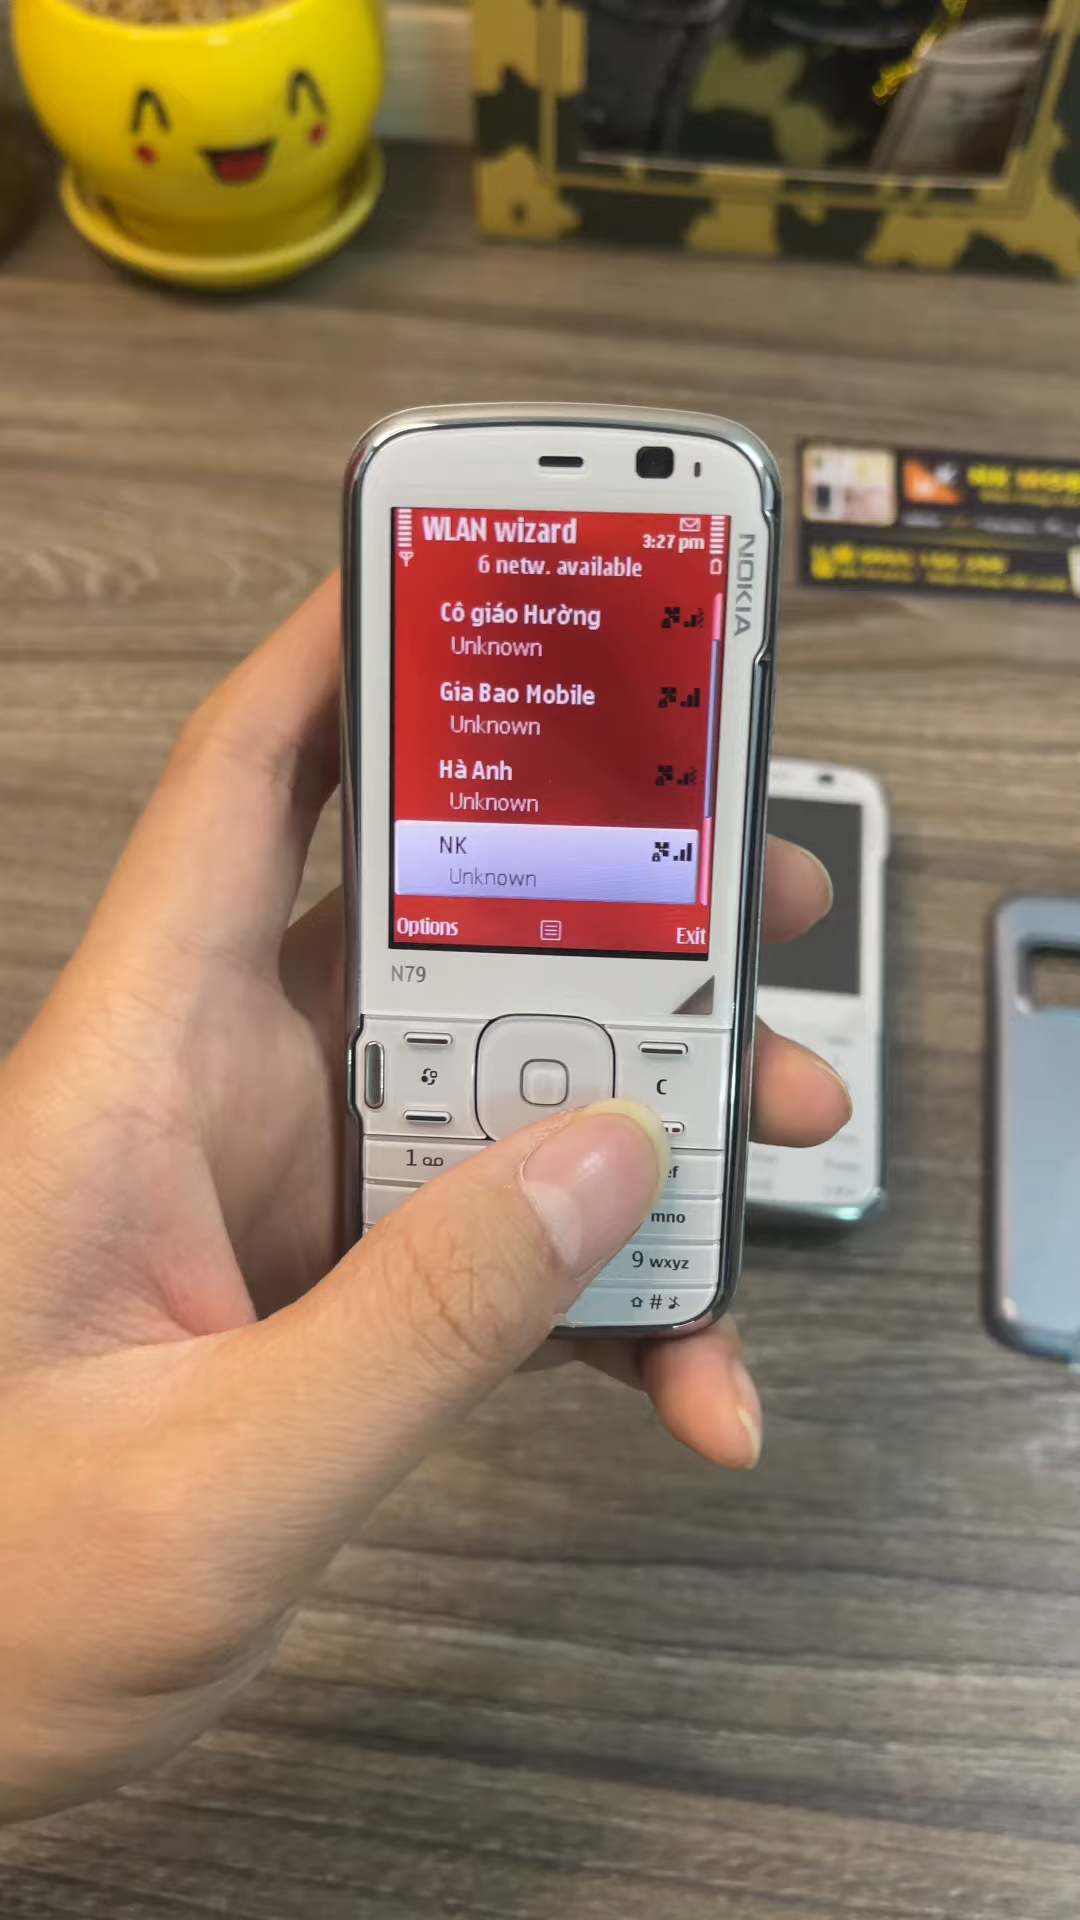 WLAN wizard
3:27 pm
6 netw. available
Cô giáo Hường
Unknown
Gia Bao Mobile
Unknown
Hà Anh
Unknown
NK
Unknown
Options
Exit
NOKIA
N79
C
1
ef
mno
9 wxyz
#